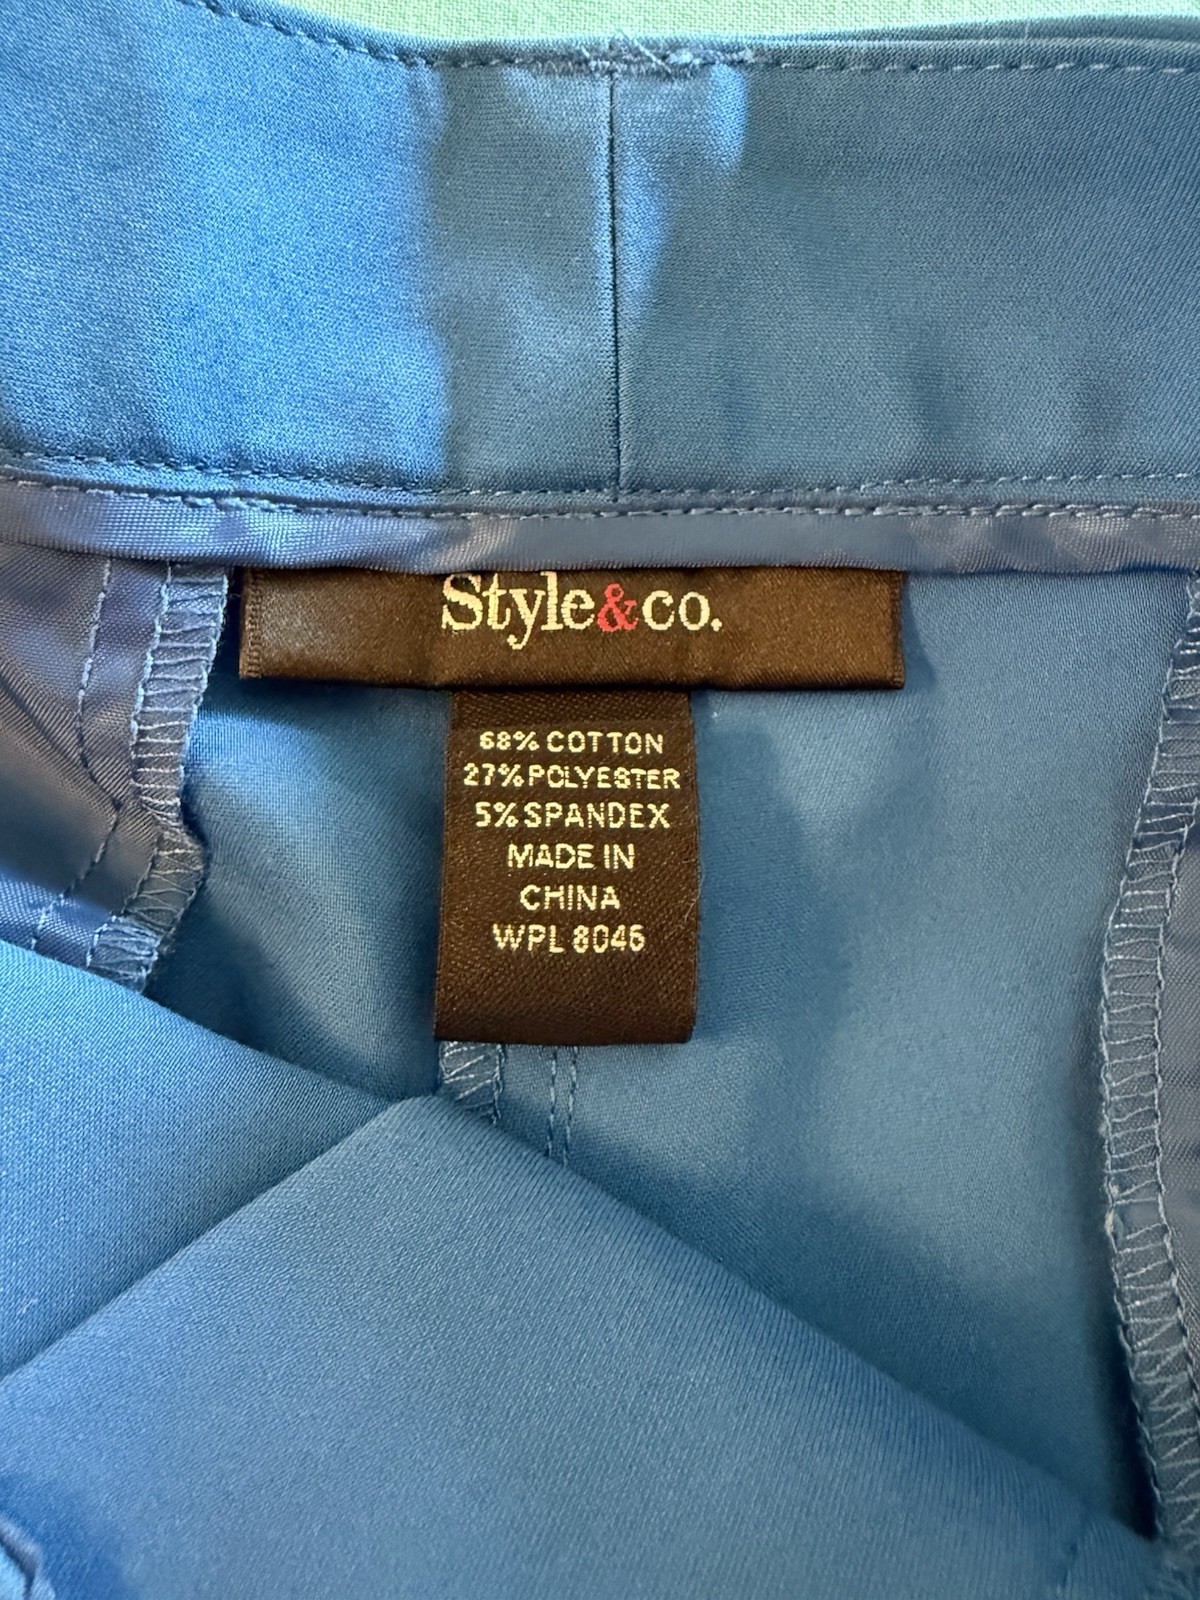 Style&co.
68% COTTON
27% POLYESTER
5% SPANDEX
MADE IN
CHINA
WPL 8046